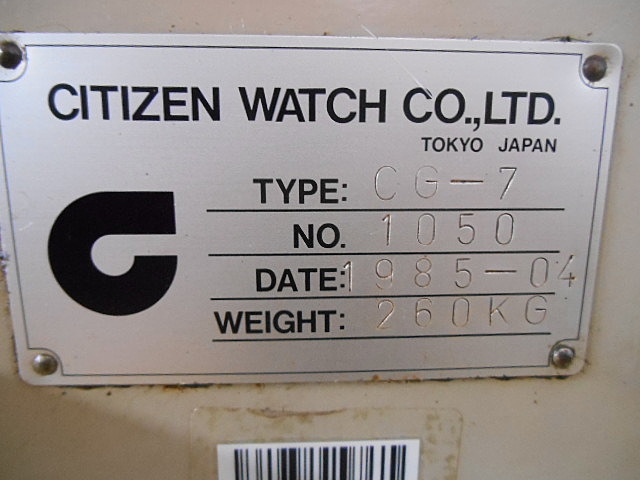 CITIZEN WATCH CO.,LTD.
TOKYO JAPAN
TYPE: CG-7
NO. 1050
DATE: 1985-04
WEIGHT: 260KG